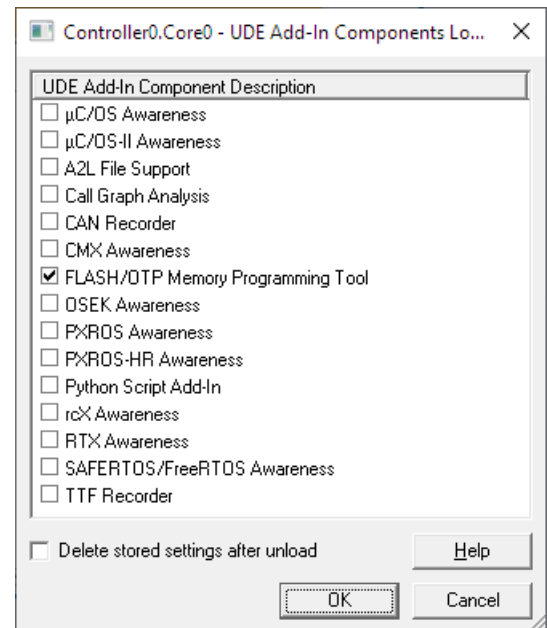 Controller0.Core0 - UDE Add-In Components Lo...
UDE Add-In Component Description
µC/OS Awareness
µC/OS-II Awareness
A2L File Support
Call Graph Analysis
CAN Recorder
CMX Awareness
FLASH/OTP Memory Programming Tool
OSEK Awareness
PXROS Awareness
PXROS-HR Awareness
Python Script Add-In
rcX Awareness
RTX Awareness
SAFERTOS/FreeRTOS Awareness
TTF Recorder
Delete stored settings after unload
Help
OK
Cancel